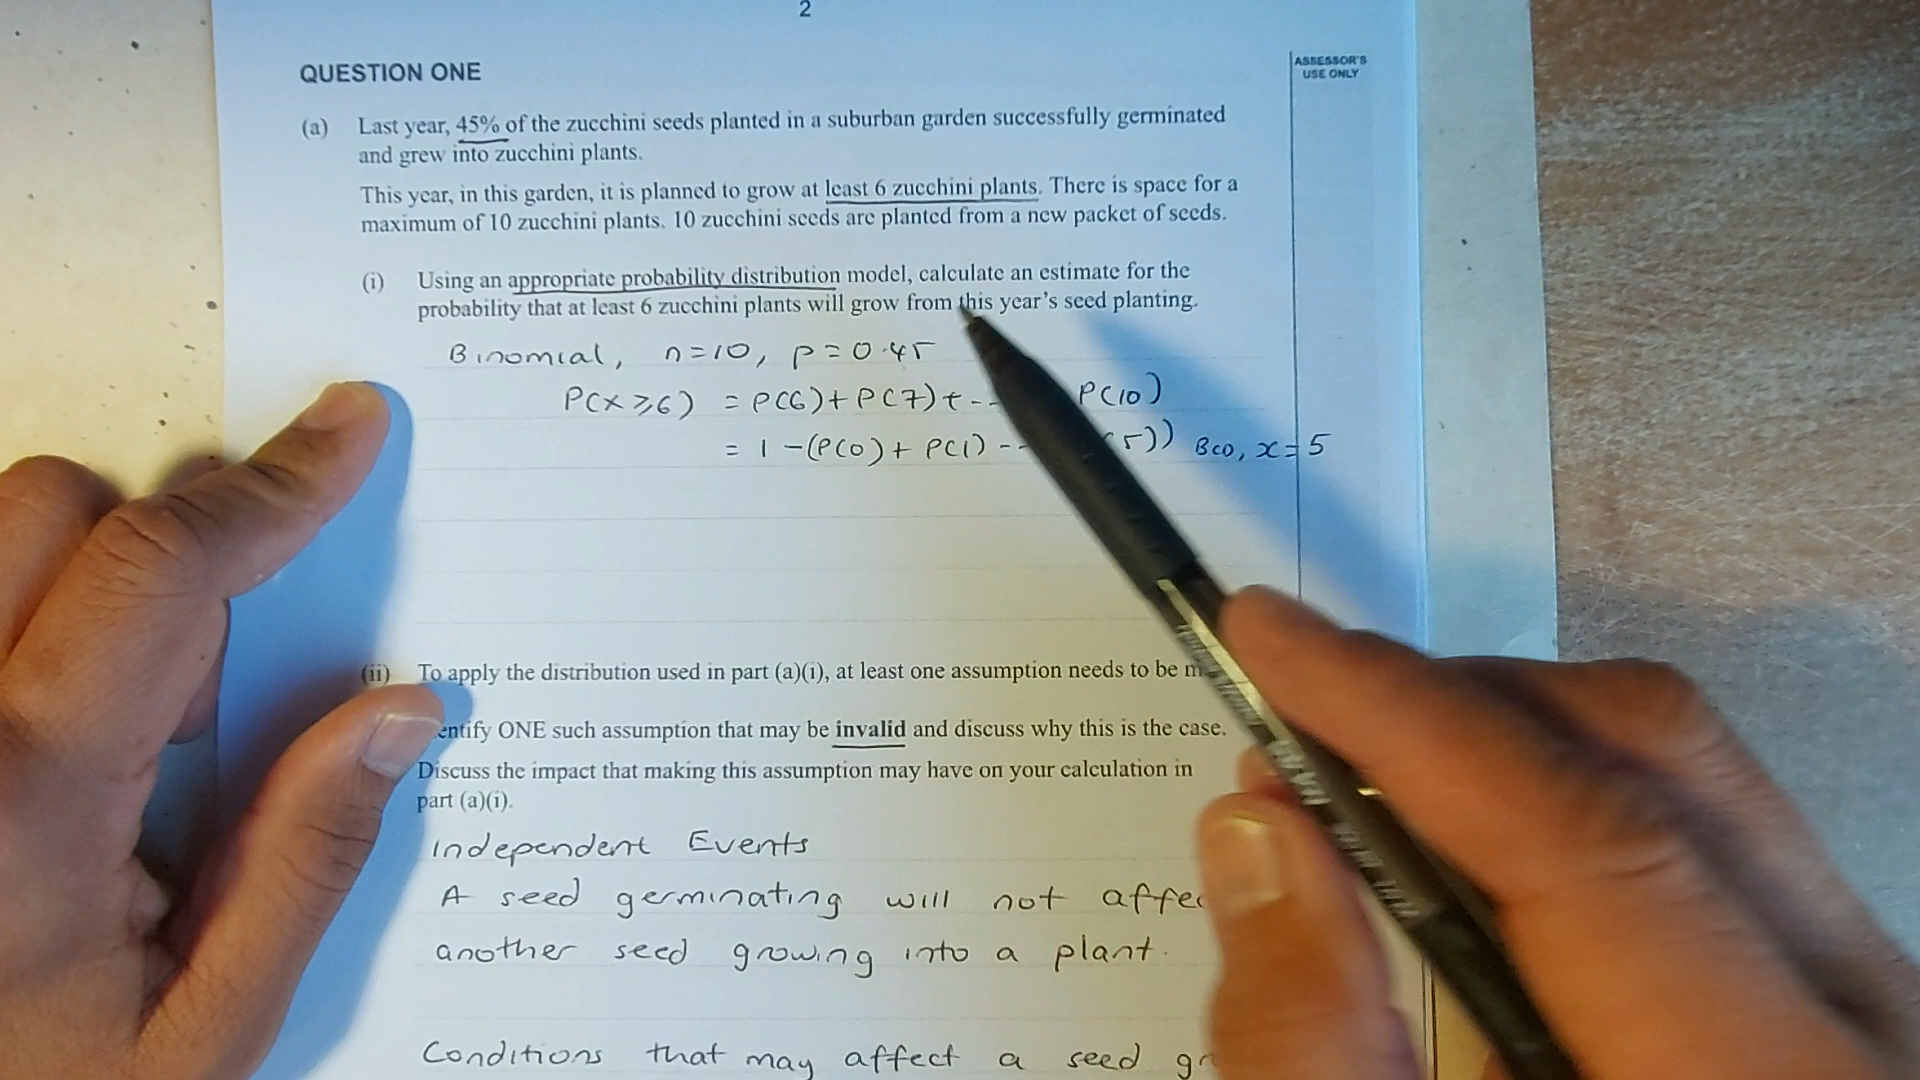 2
QUESTION ONE
ASSESSOR'S
USE ONLY
(a) Last year, 45% of the zucchini seeds planted in a suburban garden successfully germinated
and grew into zucchini plants.
This year, in this garden, it is planned to grow at least 6 zucchini plants. There is space for a
maximum of 10 zucchini plants. 10 zucchini seeds are planted from a new packet of seeds.
(i) Using an appropriate probability distribution model, calculate an estimate for the
probability that at least 6 zucchini plants will grow from this year's seed planting.
Binomial, n=10, p=0.45
P(x≥6) = P(6)+P(7)+-- P(10)
= 1-(P(0)+P(1)-- (5)) BCD, x=5
(ii) To apply the distribution used in part (a)(i), at least one assumption needs to be
ONE such assumption that may be invalid and discuss why this is the case.
Discuss the impact that making this assumption may have on your calculation in
part (a)(i).
Independent Events
A seed germinating will not
another seed growing into a plant.
Conditions that may affect a seed